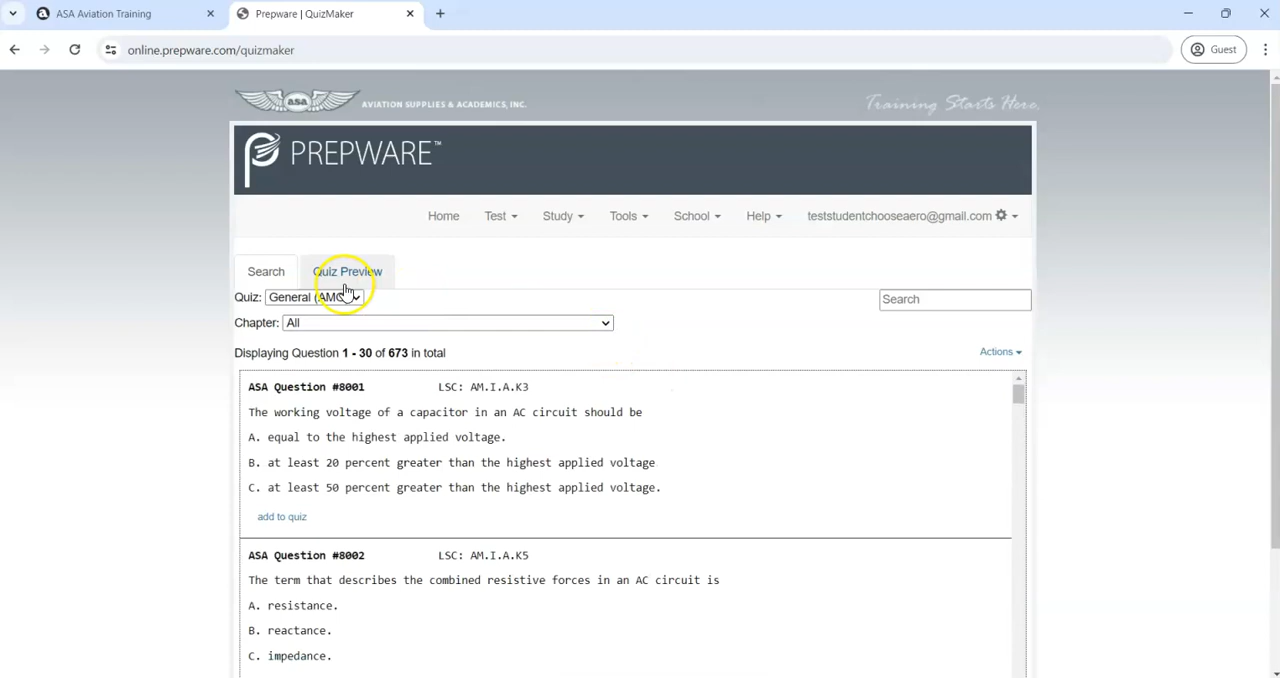 ASA Aviation Training
Prepware | QuizMaker
online.prepware.com/quizmaker
Guest
ASA AVIATION SUPPLIES & ACADEMICS, INC.
Training Starts Here.
PREPWARE™
Home Test Study Tools School Help teststudentchooseaero@gmail.com
Search Quiz Preview
Quiz: General (AMG Search
Chapter: All
Displaying Question 1 - 30 of 673 in total Actions
ASA Question #8001 LSC: AM.I.A.K3
The working voltage of a capacitor in an AC circuit should be
A. equal to the highest applied voltage.
B. at least 20 percent greater than the highest applied voltage
C. at least 50 percent greater than the highest applied voltage.
add to quiz
ASA Question #8002 LSC: AM.I.A.K5
The term that describes the combined resistive forces in an AC circuit is
A. resistance.
B. reactance.
C. impedance.